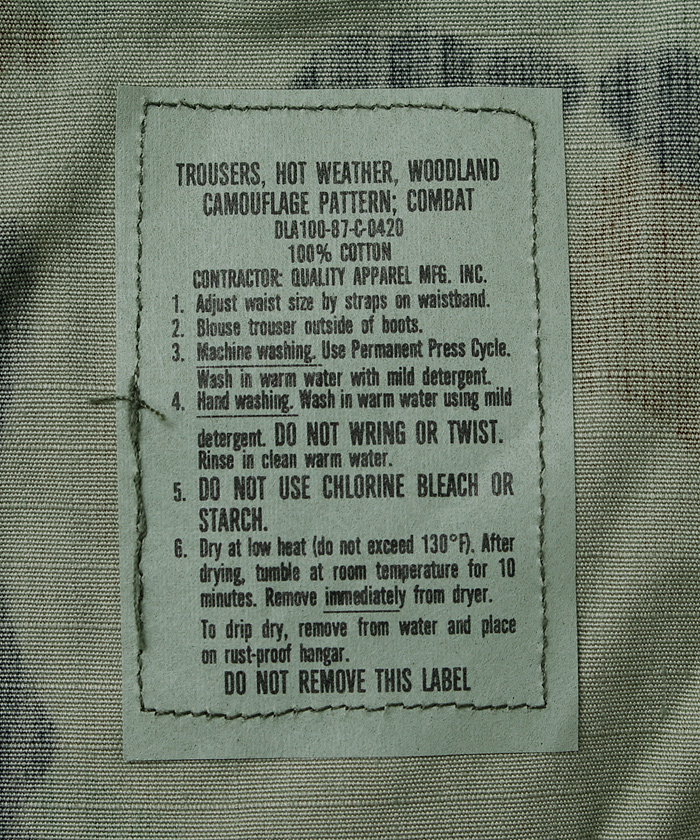 TROUSERS, HOT WEATHER, WOODLAND
CAMOUFLAGE PATTERN; COMBAT
DLA100-87-C-0420
100% COTTON
CONTRACTOR: QUALITY APPAREL MFG. INC.
1. Adjust waist size by straps on waistband.
2. Blouse trouser outside of boots.
3. Machine washing. Use Permanent Press Cycle.
Wash in warm water with mild detergent.
4. Hand washing. Wash in warm water using mild
detergent. DO NOT WRING OR TWIST.
Rinse in clean warm water.
5. DO NOT USE CHLORINE BLEACH OR
STARCH.
6. Dry at low heat (do not exceed 130°F). After
drying, tumble at room temperature for 10
minutes. Remove immediately from dryer.
To drip dry, remove from water and place
on rust-proof hangar.
DO NOT REMOVE THIS LABEL